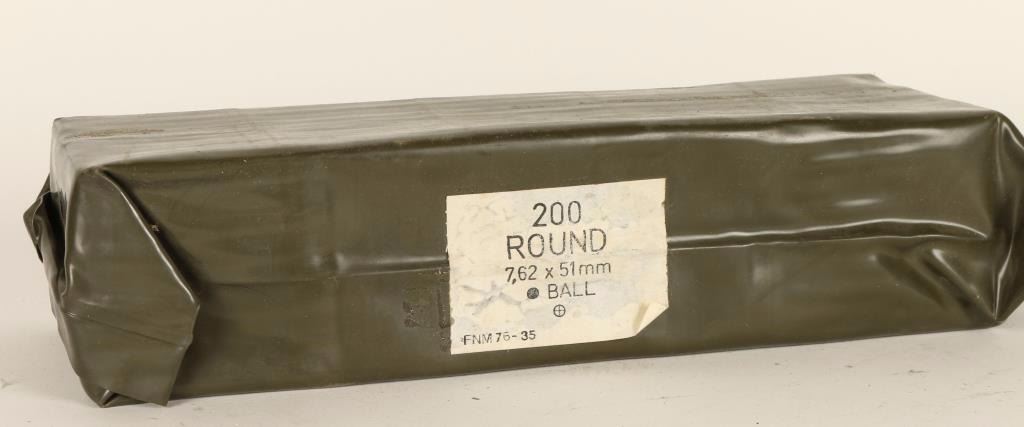 200
ROUND
7,62 x 51mm
BALL
FNM 76-35